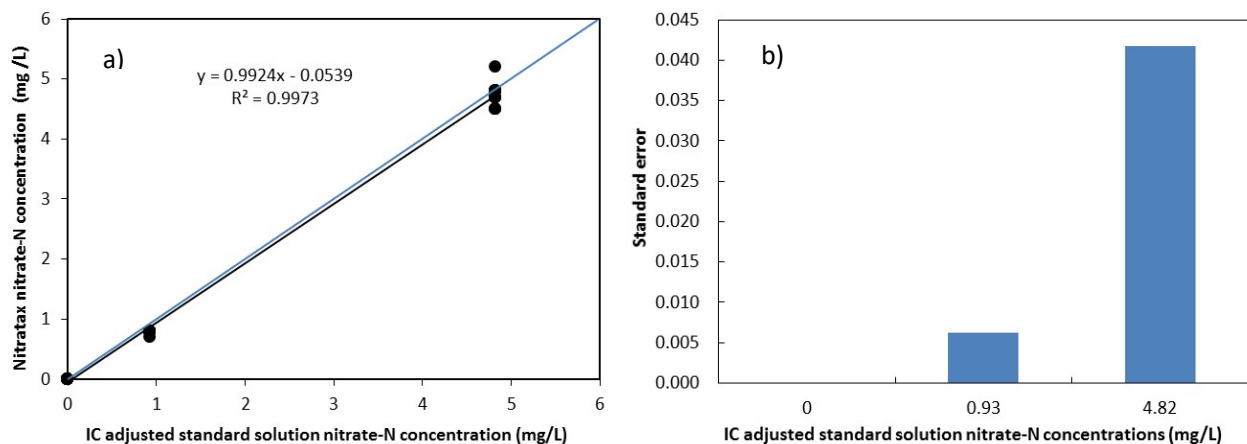 a)
y = 0.9924x - 0.0539
R² = 0.9973
Nitratax nitrate-N concentration (mg /L)
6
5
4
3
2
1
0
0 1 2 3 4 5 6
IC adjusted standard solution nitrate-N concentration (mg/L)
b)
Standard error
0.045
0.040
0.035
0.030
0.025
0.020
0.015
0.010
0.005
0.000
0 0.93 4.82
IC adjusted standard solution nitrate-N concentrations (mg/L)